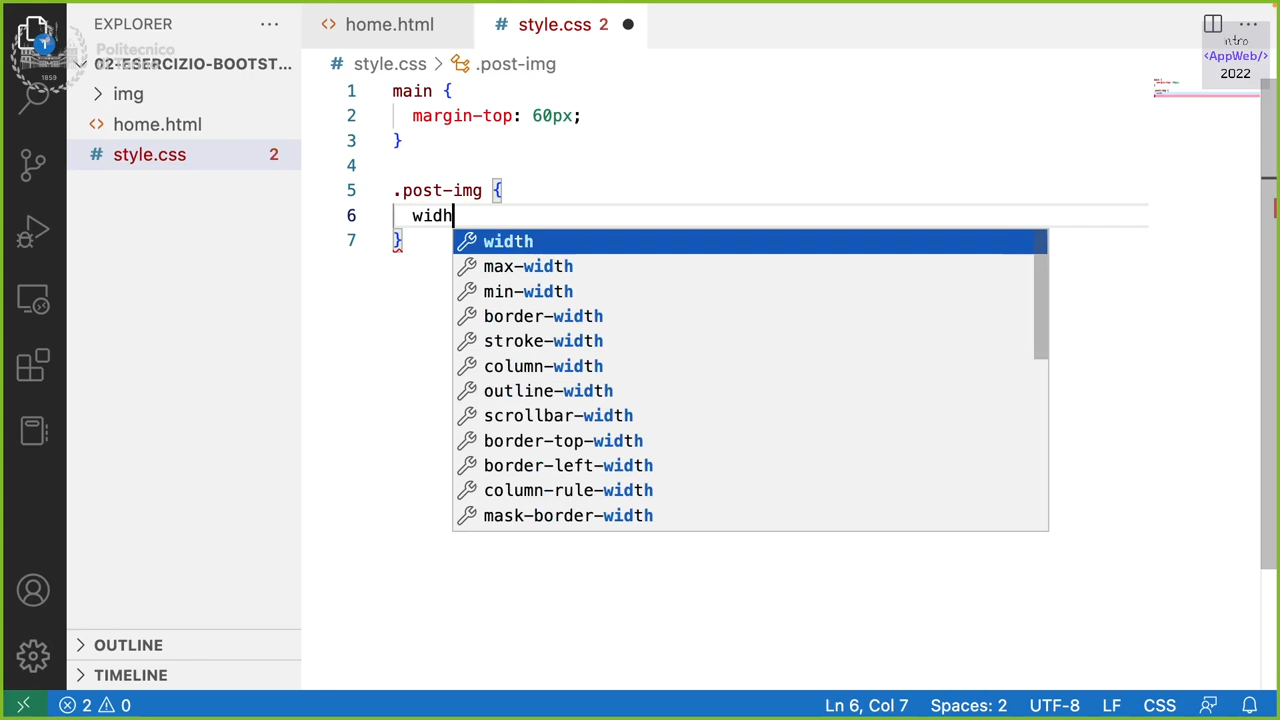 EXPLORER
Politecnico
1859
02-ESERCIZIO-BOOTST...
img
home.html
style.css 2
OUTLINE
TIMELINE
<> home.html
# style.css 2
<AppWeb/>
2022
# style.css > .post-img
1 main {
2 margin-top: 60px;
3 }
4
5 .post-img {
6 widh
7 }
width
max-width
min-width
border-width
stroke-width
column-width
outline-width
scrollbar-width
border-top-width
border-left-width
column-rule-width
mask-border-width
2 0
Ln 6, Col 7
Spaces: 2
UTF-8
LF
CSS